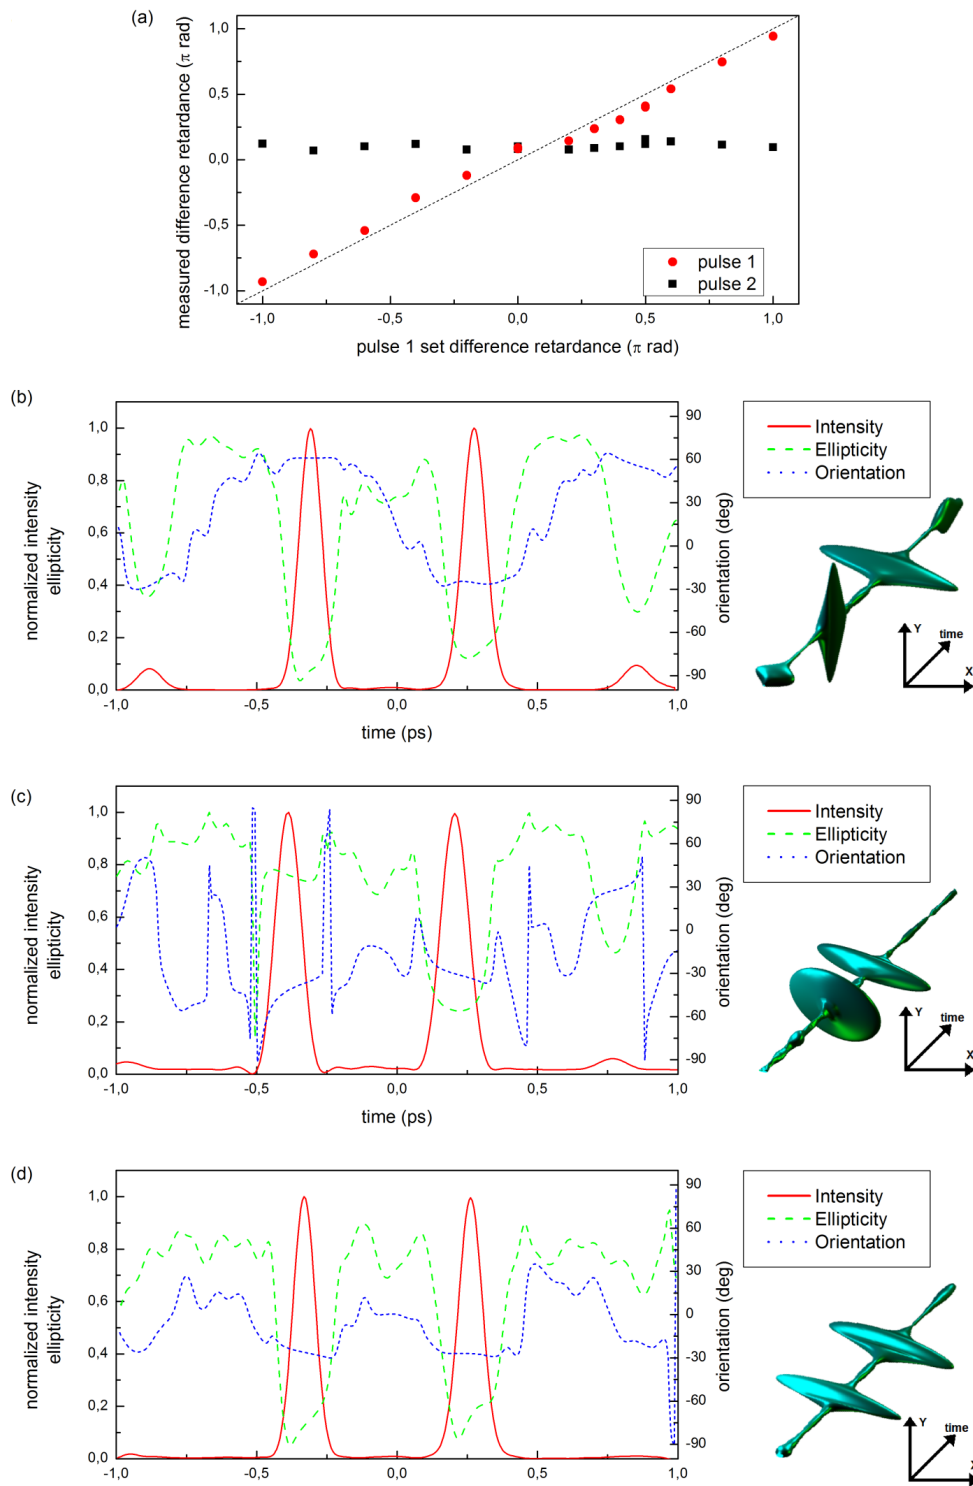 (a)
measured difference retardance (π rad)
1,0
0,5
0,0
-0,5
-1,0
pulse 1
pulse 2
-1,0 -0,5 0,0 0,5 1,0
pulse 1 set difference retardance (π rad)
(b)
normalized intensity
ellipticity
1,0
0,8
0,6
0,4
0,2
0,0
-1,0 -0,5 0,0 0,5 1,0
time (ps)
90
60
30
0
-30
-60
-90
orientation (deg)
Intensity
Ellipticity
Orientation
Y
time
X
(c)
normalized intensity
ellipticity
1,0
0,8
0,6
0,4
0,2
0,0
-1,0 -0,5 0,0 0,5 1,0
time (ps)
90
60
30
0
-30
-60
-90
orientation (deg)
Intensity
Ellipticity
Orientation
Y
time
X
(d)
normalized intensity
ellipticity
1,0
0,8
0,6
0,4
0,2
0,0
-1,0 -0,5 0,0 0,5 1,0
time (ps)
90
60
30
0
-30
-60
-90
orientation (deg)
Intensity
Ellipticity
Orientation
Y
time
X